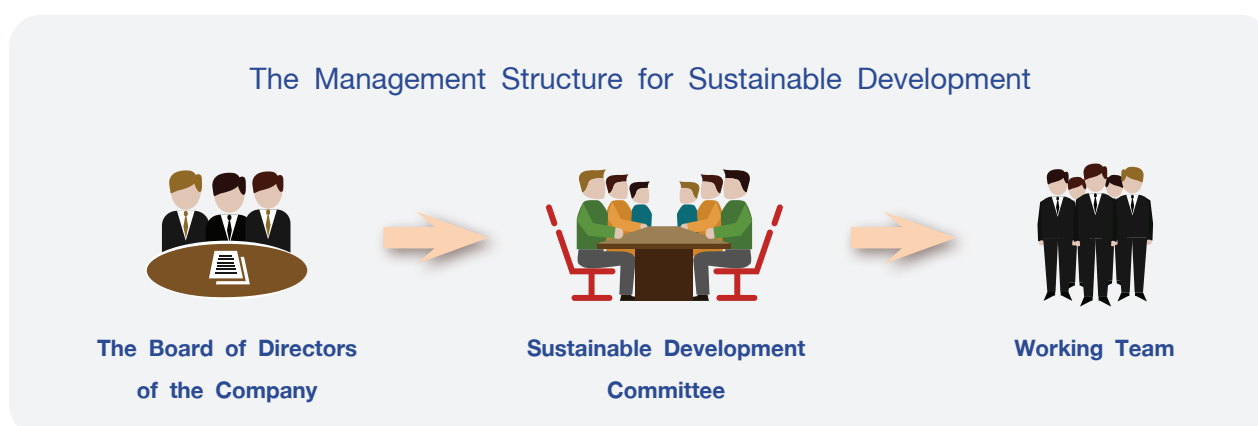 The Management Structure for Sustainable Development
The Board of Directors
of the Company
Sustainable Development
Committee
Working Team